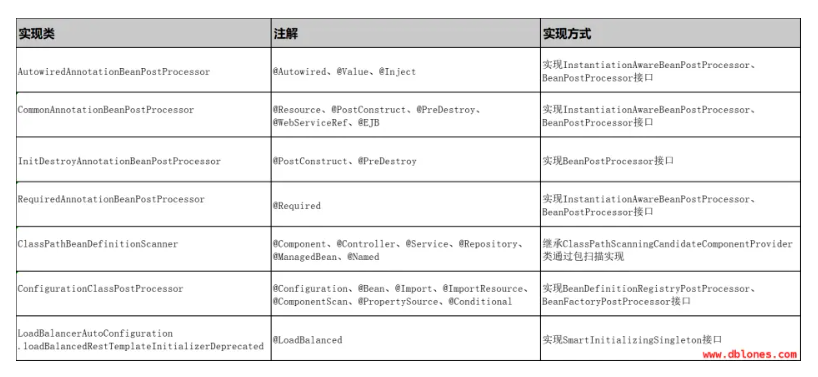 实现类 注解 实现方式
AutowiredAnnotationBeanPostProcessor @Autowired、@Value、@Inject 实现InstantiationAwareBeanPostProcessor、
BeanPostProcessor接口
CommonAnnotationBeanPostProcessor @Resource、@PostConstruct、@PreDestroy、 实现InstantiationAwareBeanPostProcessor、
@WebServiceRef、@EJB BeanPostProcessor接口
InitDestroyAnnotationBeanPostProcessor @PostConstruct、@PreDestroy 实现BeanPostProcessor接口
RequiredAnnotationBeanPostProcessor @Required 实现InstantiationAwareBeanPostProcessor、
BeanPostProcessor接口
ClassPathBeanDefinitionScanner @Component、@Controller、@Service、@Repository、 继承ClassPathScanningCandidateComponentProvider
@ManagedBean、@Named 类通过包扫描实现
ConfigurationClassPostProcessor @Configuration、@Bean、@Import、@ImportResource、 实现BeanDefinitionRegistryPostProcessor、
@ComponentScan、@PropertySource、@Conditional BeanFactoryPostProcessor接口
LoadBalancerAutoConfiguration @LoadBalanced 实现SmartInitializingSingleton接口
.loadBalancedRestTemplateInitializerDeprecated
www.dblones.com